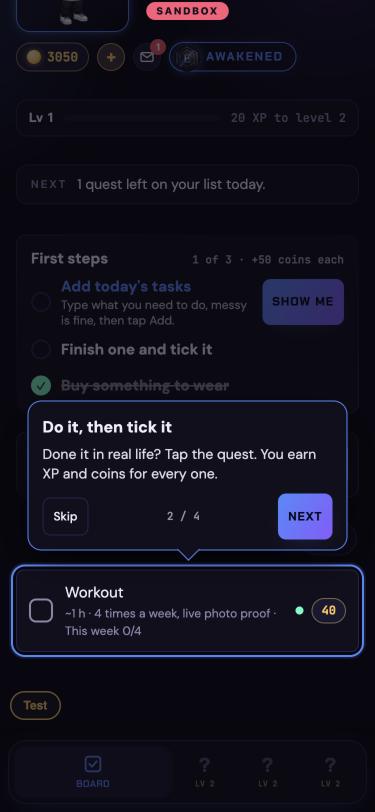 SANDBOX
3050
+
1
AWAKENED
Lv 1
20 XP to level 2
NEXT 1 quest left on your list today.
First steps
1 of 3 · +50 coins each
Add today's tasks
Type what you need to do, messy
is fine, then tap Add.
SHOW ME
Finish one and tick it
Buy something to wear
Do it, then tick it
Done it in real life? Tap the quest. You earn
XP and coins for every one.
Skip
2 / 4
NEXT
Workout
~1 h · 4 times a week, live photo proof ·
This week 0/4
40
Test
BOARD
? ? ?
LV 2 LV 2 LV 2